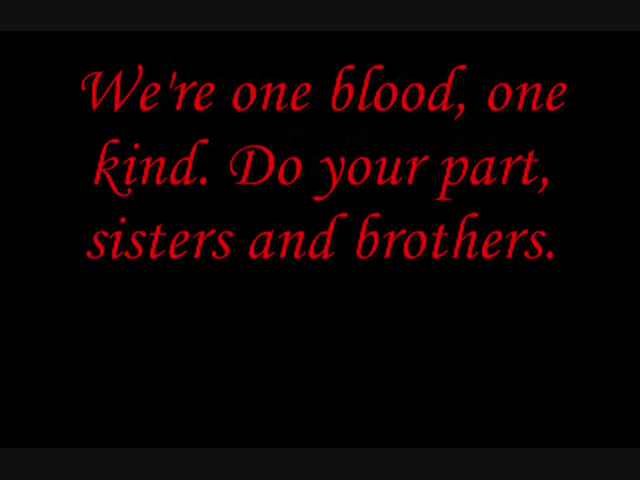 We're one blood, one
kind. Do your part,
sisters and brothers.